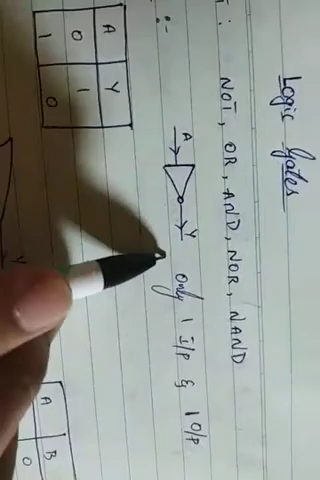 Logic Gates
: NOT, OR, AND, NOR, NAND
:-
A Y only 1 I/P & 1 O/P
A Y
0 1
1 0
A B
0